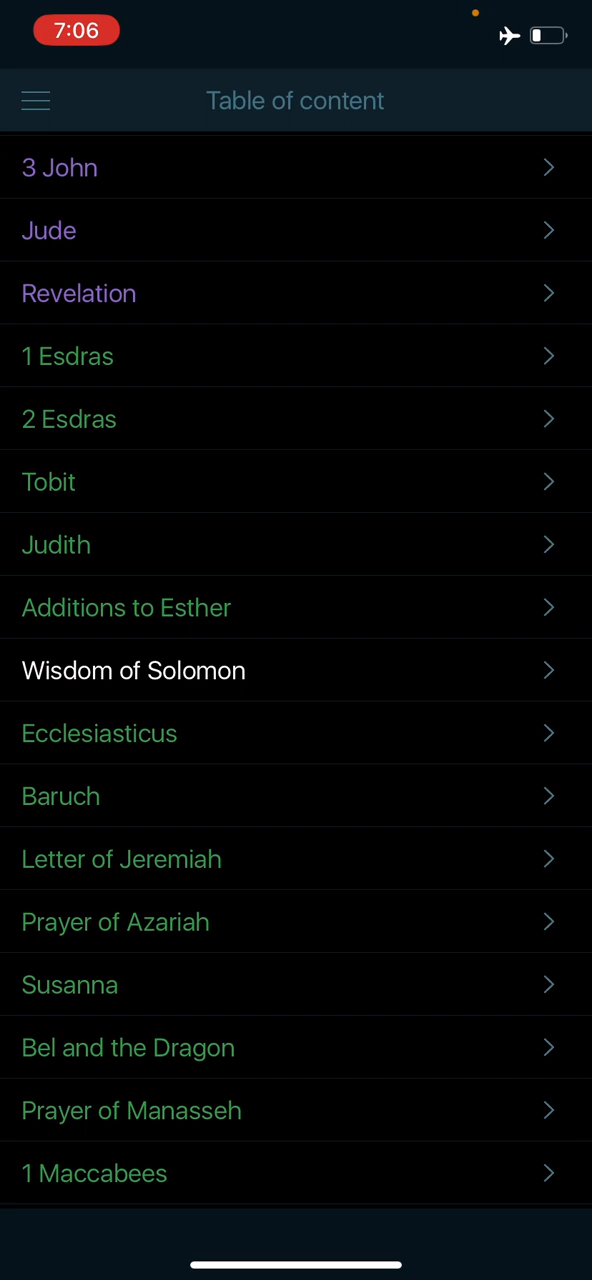 7:06
Table of content
3 John
Jude
Revelation
1 Esdras
2 Esdras
Tobit
Judith
Additions to Esther
Wisdom of Solomon
Ecclesiasticus
Baruch
Letter of Jeremiah
Prayer of Azariah
Susanna
Bel and the Dragon
Prayer of Manasseh
1 Maccabees